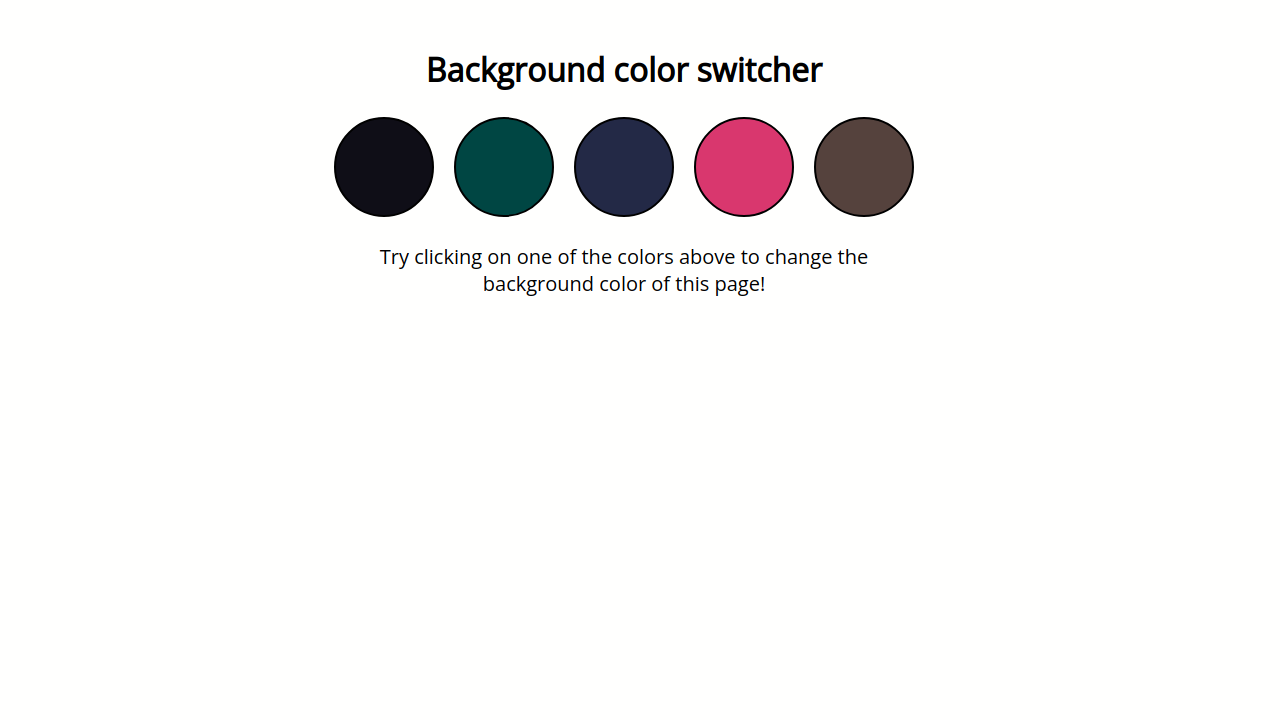 Background color switcher
Try clicking on one of the colors above to change the
background color of this page!